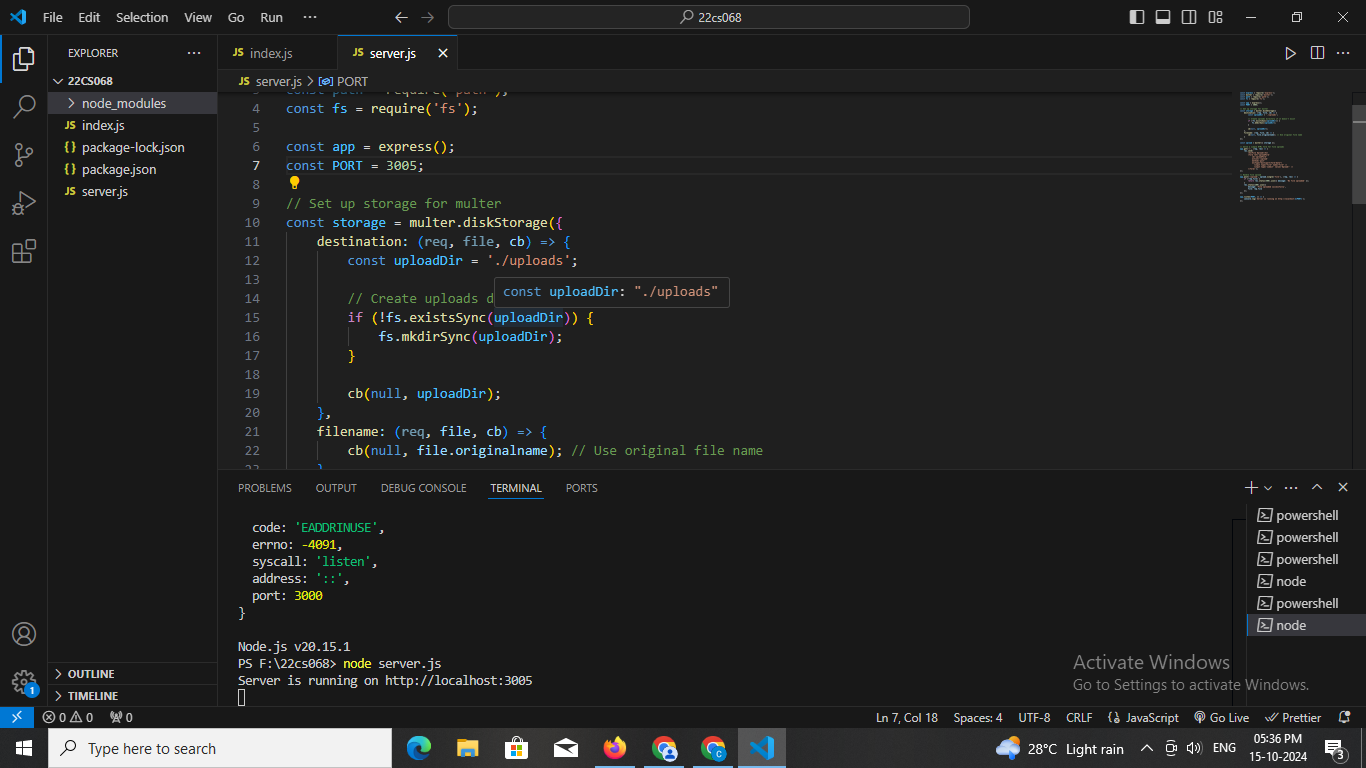 File Edit Selection View Go Run ··· 22cs068
EXPLORER ···
22CS068
node_modules
JS index.js
{} package-lock.json
{} package.json
JS server.js
OUTLINE
TIMELINE
JS index.js JS server.js
JS server.js > PORT
4 const fs = require('fs');
5
6 const app = express();
7 const PORT = 3005;
8
9 // Set up storage for multer
10 const storage = multer.diskStorage({
11 destination: (req, file, cb) => {
12 const uploadDir = './uploads';
13
const uploadDir: "./uploads"
14 // Create uploads d
15 if (!fs.existsSync(uploadDir)) {
16 fs.mkdirSync(uploadDir);
17 }
18
19 cb(null, uploadDir);
20 },
21 filename: (req, file, cb) => {
22 cb(null, file.originalname); // Use original file name
PROBLEMS OUTPUT DEBUG CONSOLE TERMINAL PORTS
code: 'EADDRINUSE',
errno: -4091,
syscall: 'listen',
address: '::',
port: 3000
}
Node.js v20.15.1
PS F:\22cs068> node server.js
Server is running on http://localhost:3005
powershell
powershell
powershell
node
powershell
node
Activate Windows
Go to Settings to activate Windows.
1
0 0 0 Ln 7, Col 18 Spaces: 4 UTF-8 CRLF {} JavaScript Go Live Prettier
Type here to search
C
28°C Light rain ENG 05:36 PM
15-10-2024
3